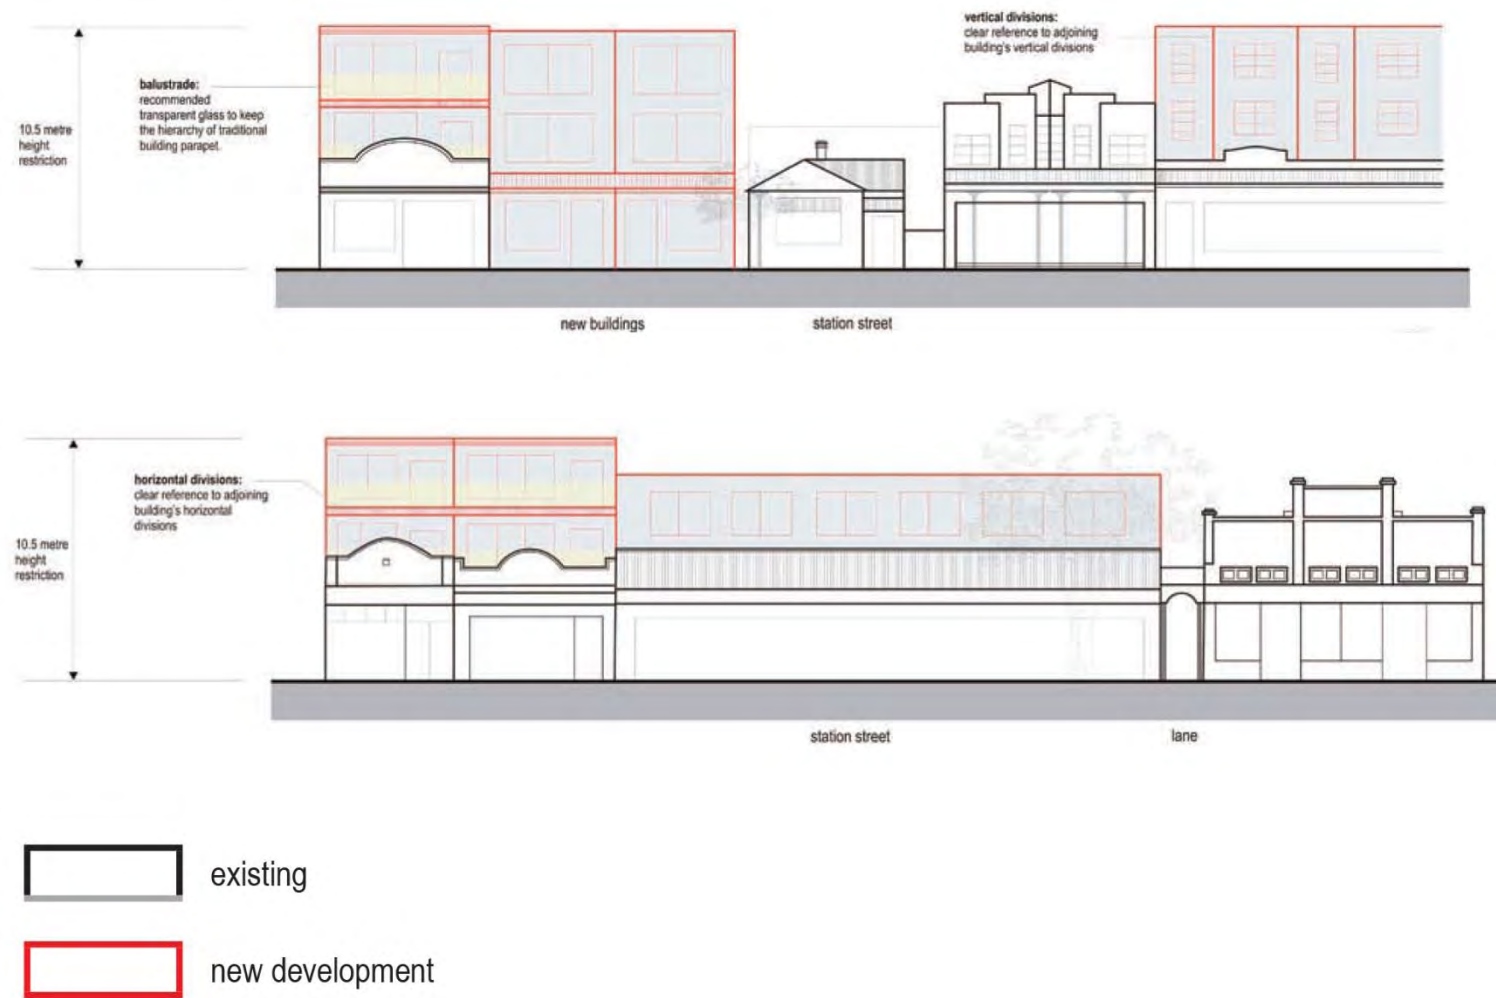 vertical divisions:
clear reference to adjoining
building's vertical divisions
balustrade:
recommended
transparent glass to keep
the hierarchy of traditional
building parapet.
10.5 metre
height
restriction
new buildings
station street
horizontal divisions:
clear reference to adjoining
building's horizontal
divisions
10.5 metre
height
restriction
station street
lane
existing
new development